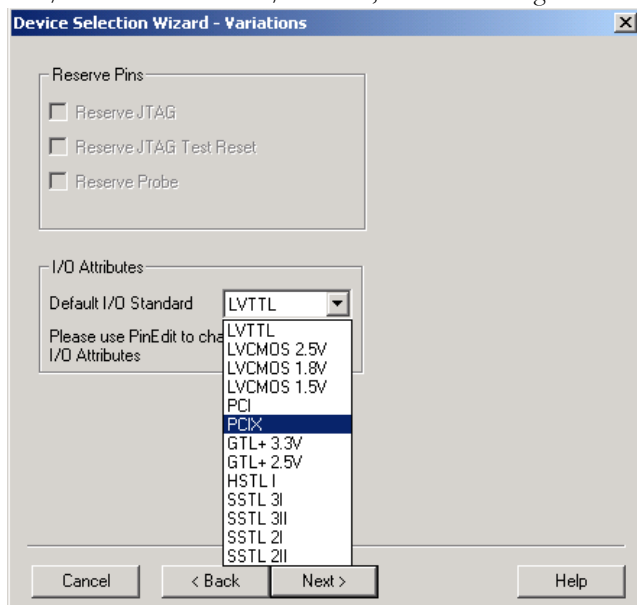 Device Selection Wizard - Variations
Reserve Pins
Reserve JTAG
Reserve JTAG Test Reset
Reserve Probe
I/O Attributes
Default I/O Standard LVTTL
Please use PinEdit to cha
I/O Attributes
LVTTL
LVCMOS 2.5V
LVCMOS 1.8V
LVCMOS 1.5V
PCI
PCIX
GTL+ 3.3V
GTL+ 2.5V
HSTL I
SSTL 3I
SSTL 3II
SSTL 2I
SSTL 2II
Cancel < Back Next > Help